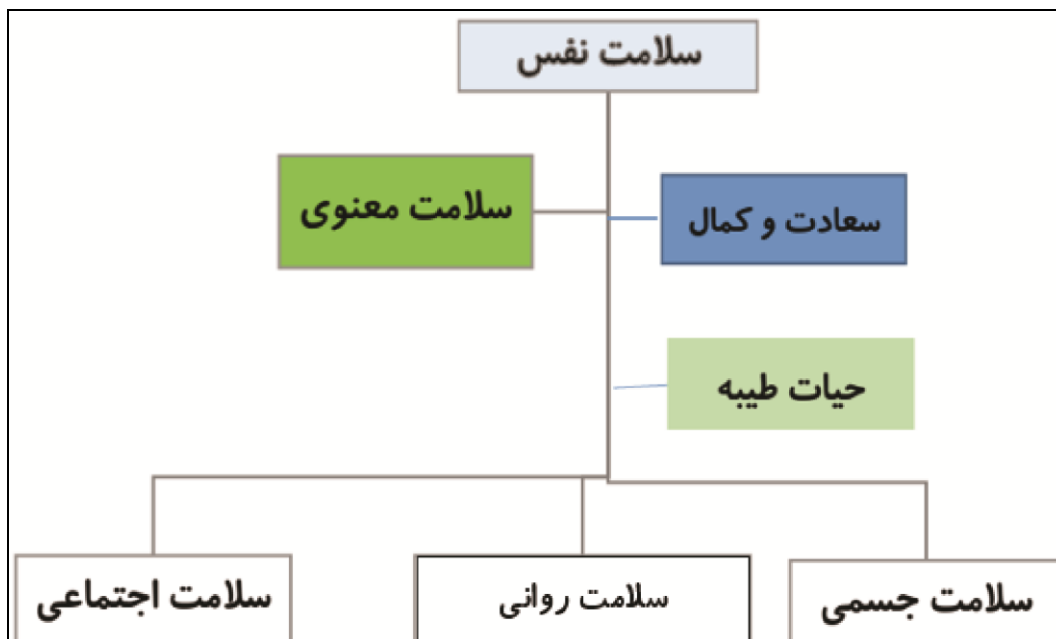 سلامت نفس
سعادت و کمال
سلامت معنوی
حیات طیبه
سلامت جسمی
سلامت روانی
سلامت اجتماعی